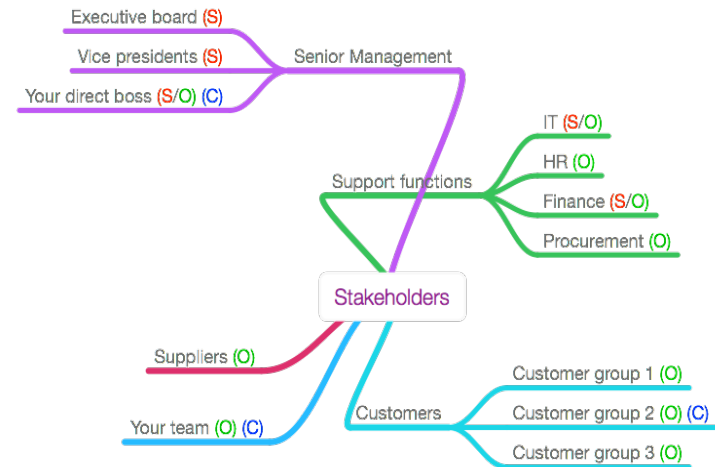 Executive board (S)
Vice presidents (S)
Your direct boss (S/O) (C)
Senior Management
Support functions
IT (S/O)
HR (O)
Finance (S/O)
Procurement (O)
Stakeholders
Suppliers (O)
Your team (O) (C)
Customers
Customer group 1 (O)
Customer group 2 (O) (C)
Customer group 3 (O)